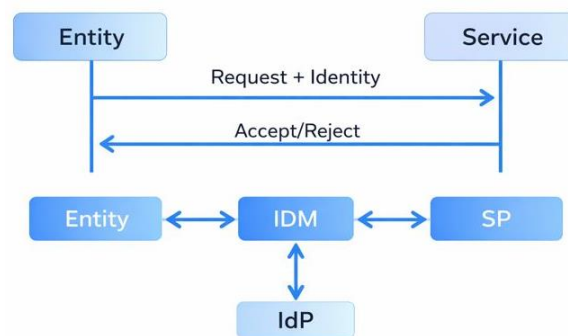 Entity
Service
Request + Identity
Accept/Reject
Entity
IDM
SP
IdP